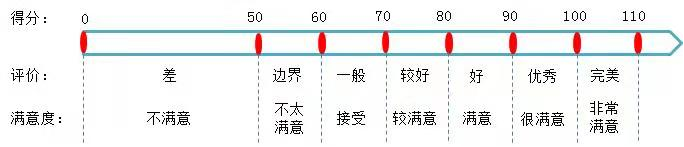 得分: 0 50 60 70 80 90 100 110
评价: 差 边界 一般 较好 好 优秀 完美
满意度: 不满意 不太满意 接受 较满意 满意 很满意 非常满意